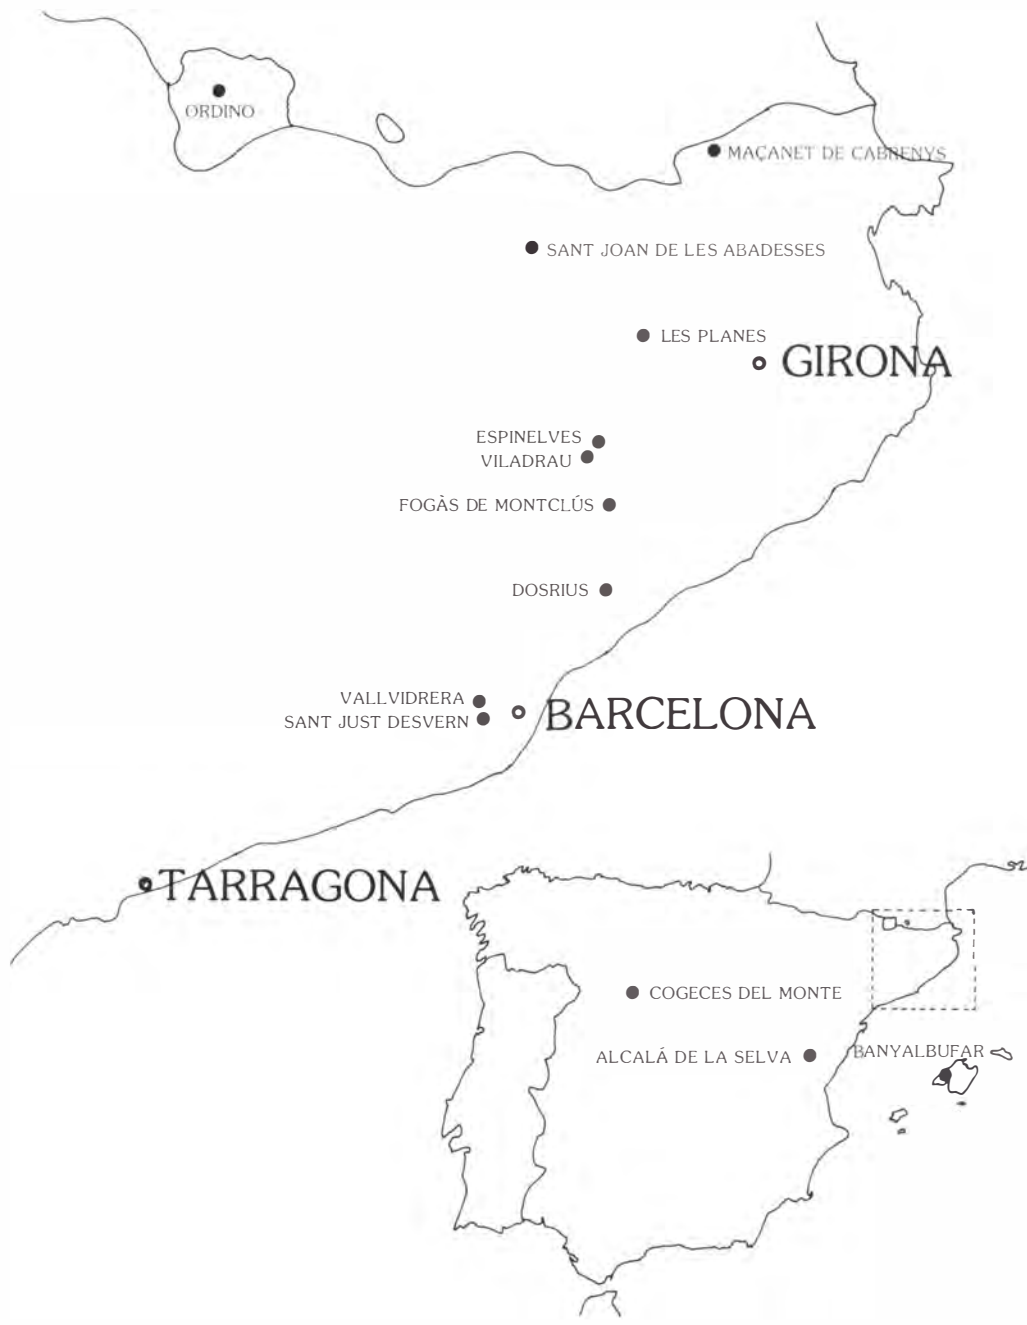 ORDINO
MAÇANET DE CABRENYS
SANT JOAN DE LES ABADESSES
LES PLANES
GIRONA
ESPINELVES
VILADRAU
FOGÀS DE MONTCLÚS
DOSRIUS
VALLVIDRERA
SANT JUST DESVERN
BARCELONA
TARRAGONA
COGECES DEL MONTE
ALCALÁ DE LA SELVA
BANYALBUFAR